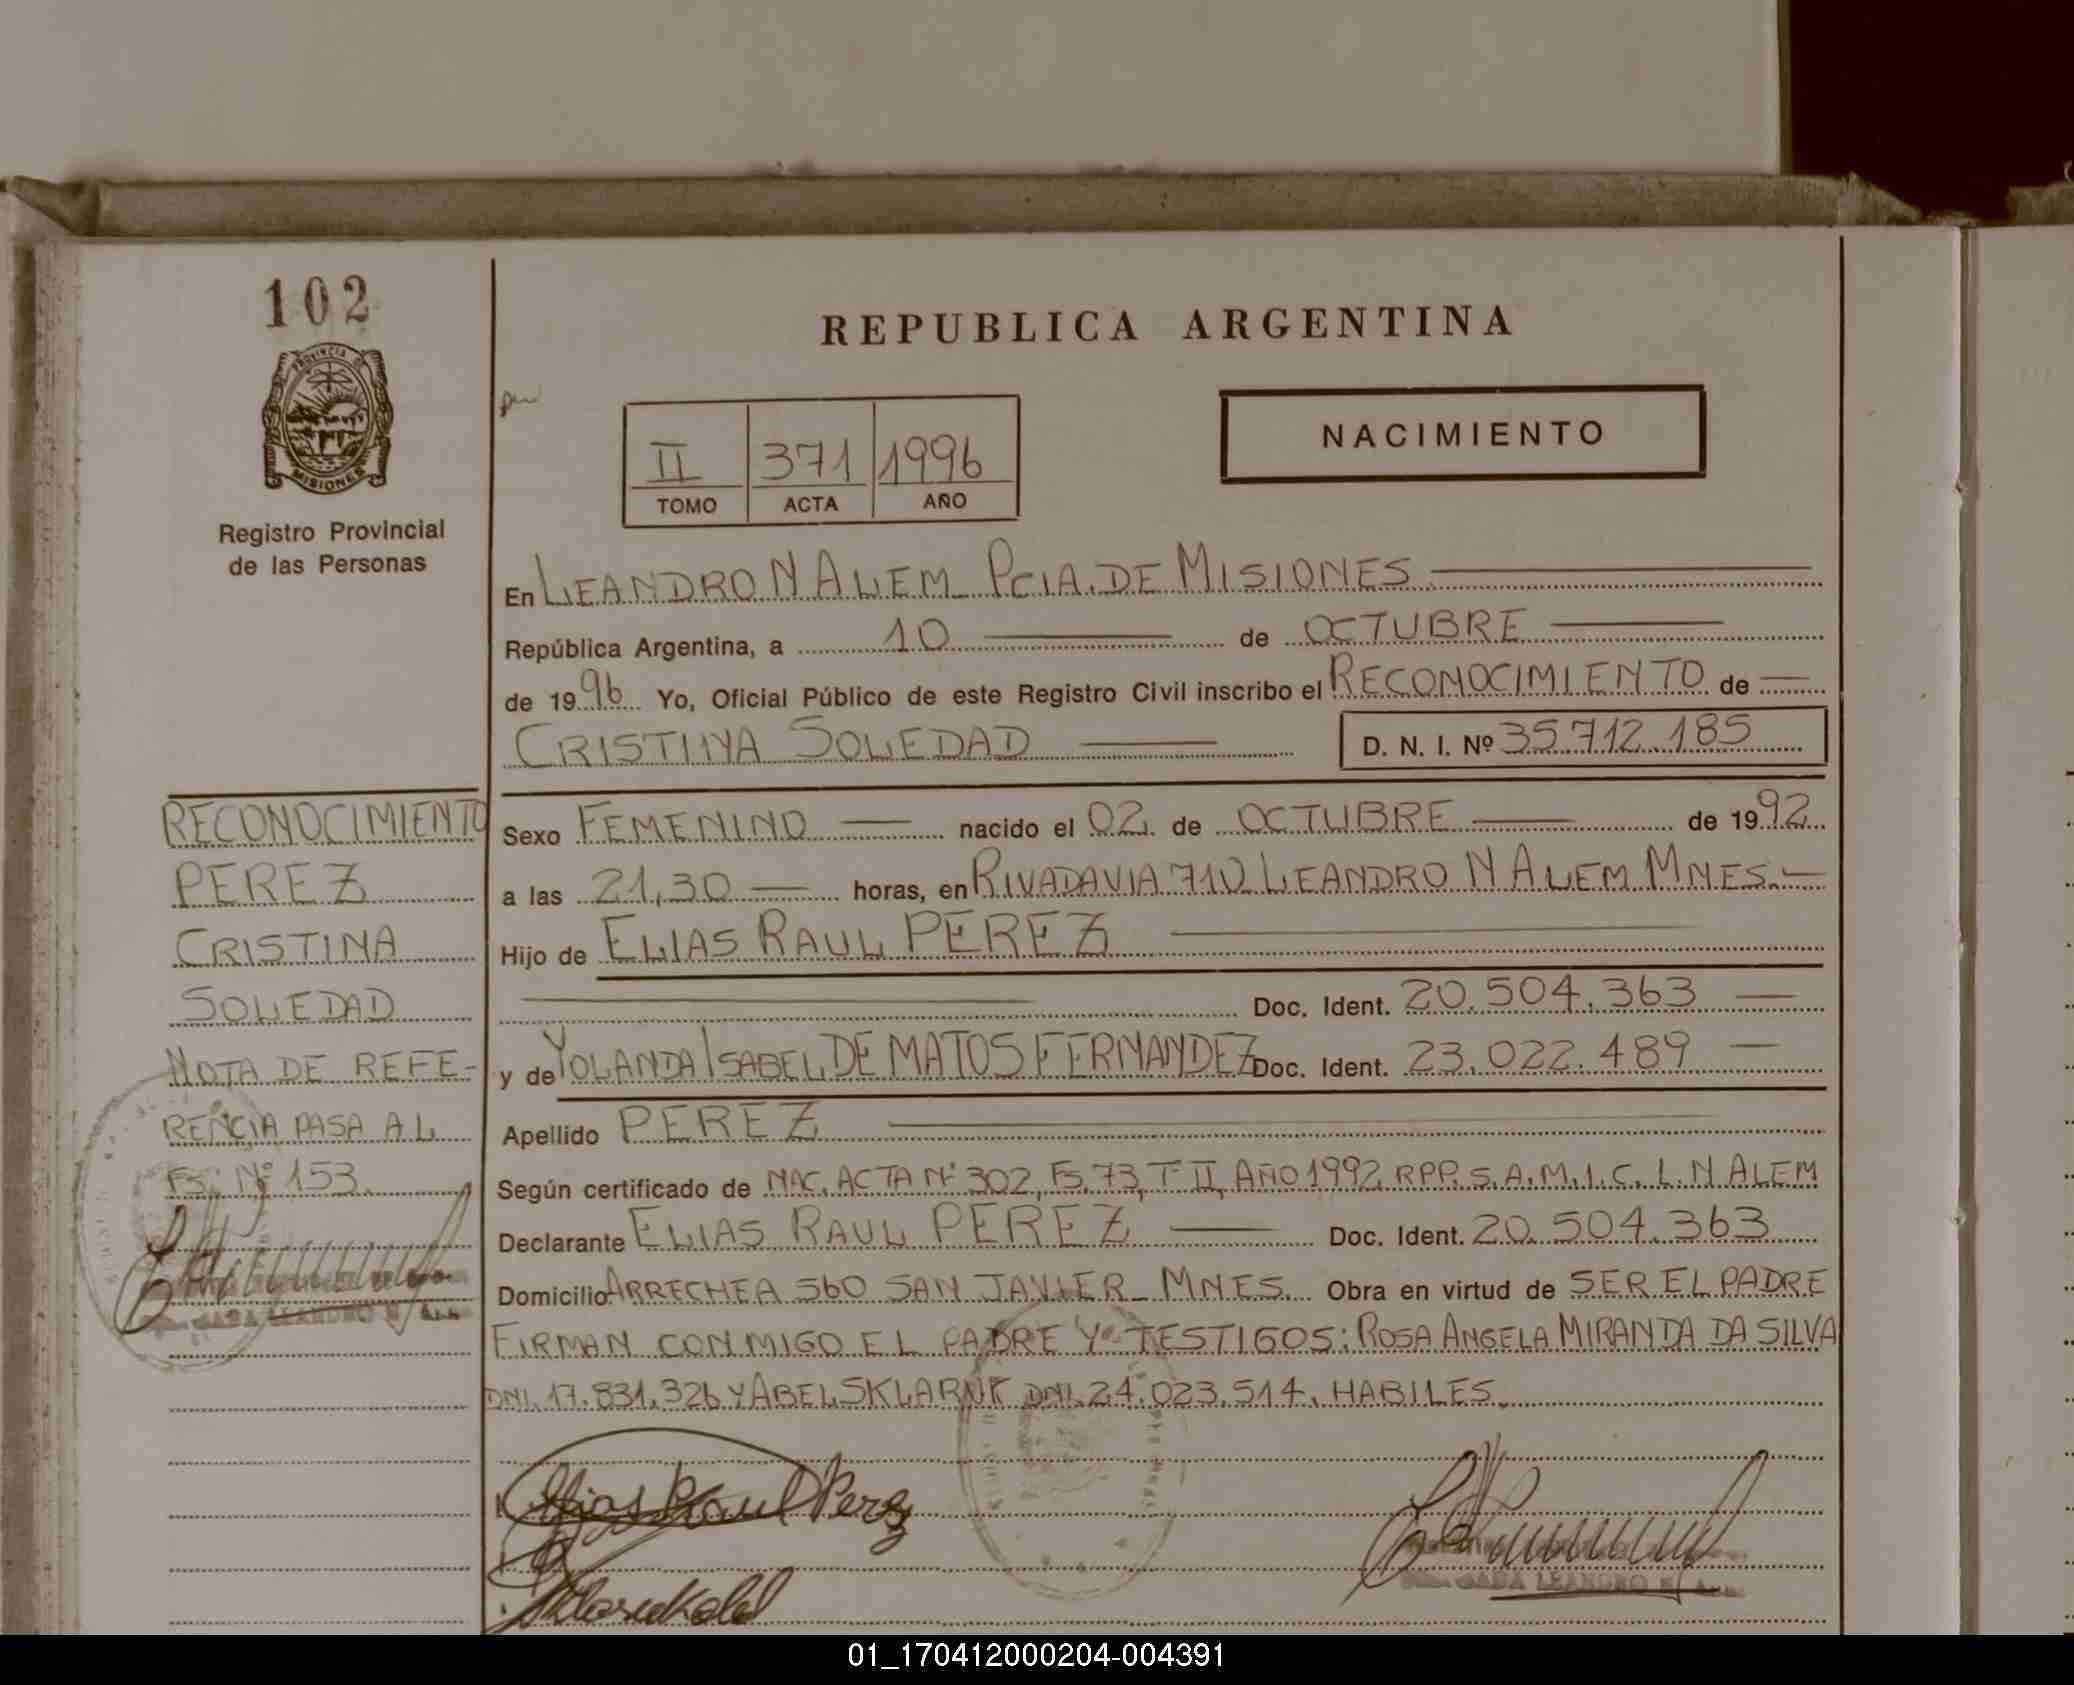 102
PROVINCIA D
MISIONES
Registro Provincial
de las Personas
REPUBLICA ARGENTINA
II 371 1996
TOMO ACTA AÑO
NACIMIENTO
En LEANDRO N ALEM PCIA. DE MISIONES
República Argentina, a 10 de OCTUBRE
de 1996 Yo, Oficial Público de este Registro Civil inscribo el RECONOCIMIENTO de
CRISTINA SOLEDAD D. N. I. Nº 35.712.185
Sexo FEMENINO nacido el 02 de OCTUBRE de 1992
a las 21,30 horas, en RIVADAVIA 710 LEANDRO N ALEM MNES.
Hijo de ELIAS RAUL PEREZ
Doc. Ident. 20.504.363
y de YOLANDA ISABEL DE MATOS FERNANDEZ Doc. Ident. 23.022.489
Apellido PEREZ
Según certificado de NAC. ACTA Nº 302, Fs. 73, Tº II, AÑO 1992 RPP. S. A. M. I. C. L. N ALEM
Declarante ELIAS RAUL PEREZ Doc. Ident. 20.504.363
Domicilio ARRECHEA 560 SAN JAVIER - MNES. Obra en virtud de SER EL PADRE
FIRMAN CONMIGO EL PADRE Y TESTIGOS: ROSA ANGELA MIRANDA DA SILVA
DNI. 17.831.326 Y ABEL SKLARUK DNI. 24.023.514. HABILES.
Elias Raul Perez
RECONOCIMIENTO
PEREZ
CRISTINA
SOLEDAD
NOTA DE REFE-
RENCIA PASA AL
Fs. Nº 153.
LEANDRO N
LEANDRO N
01_170412000204-004391